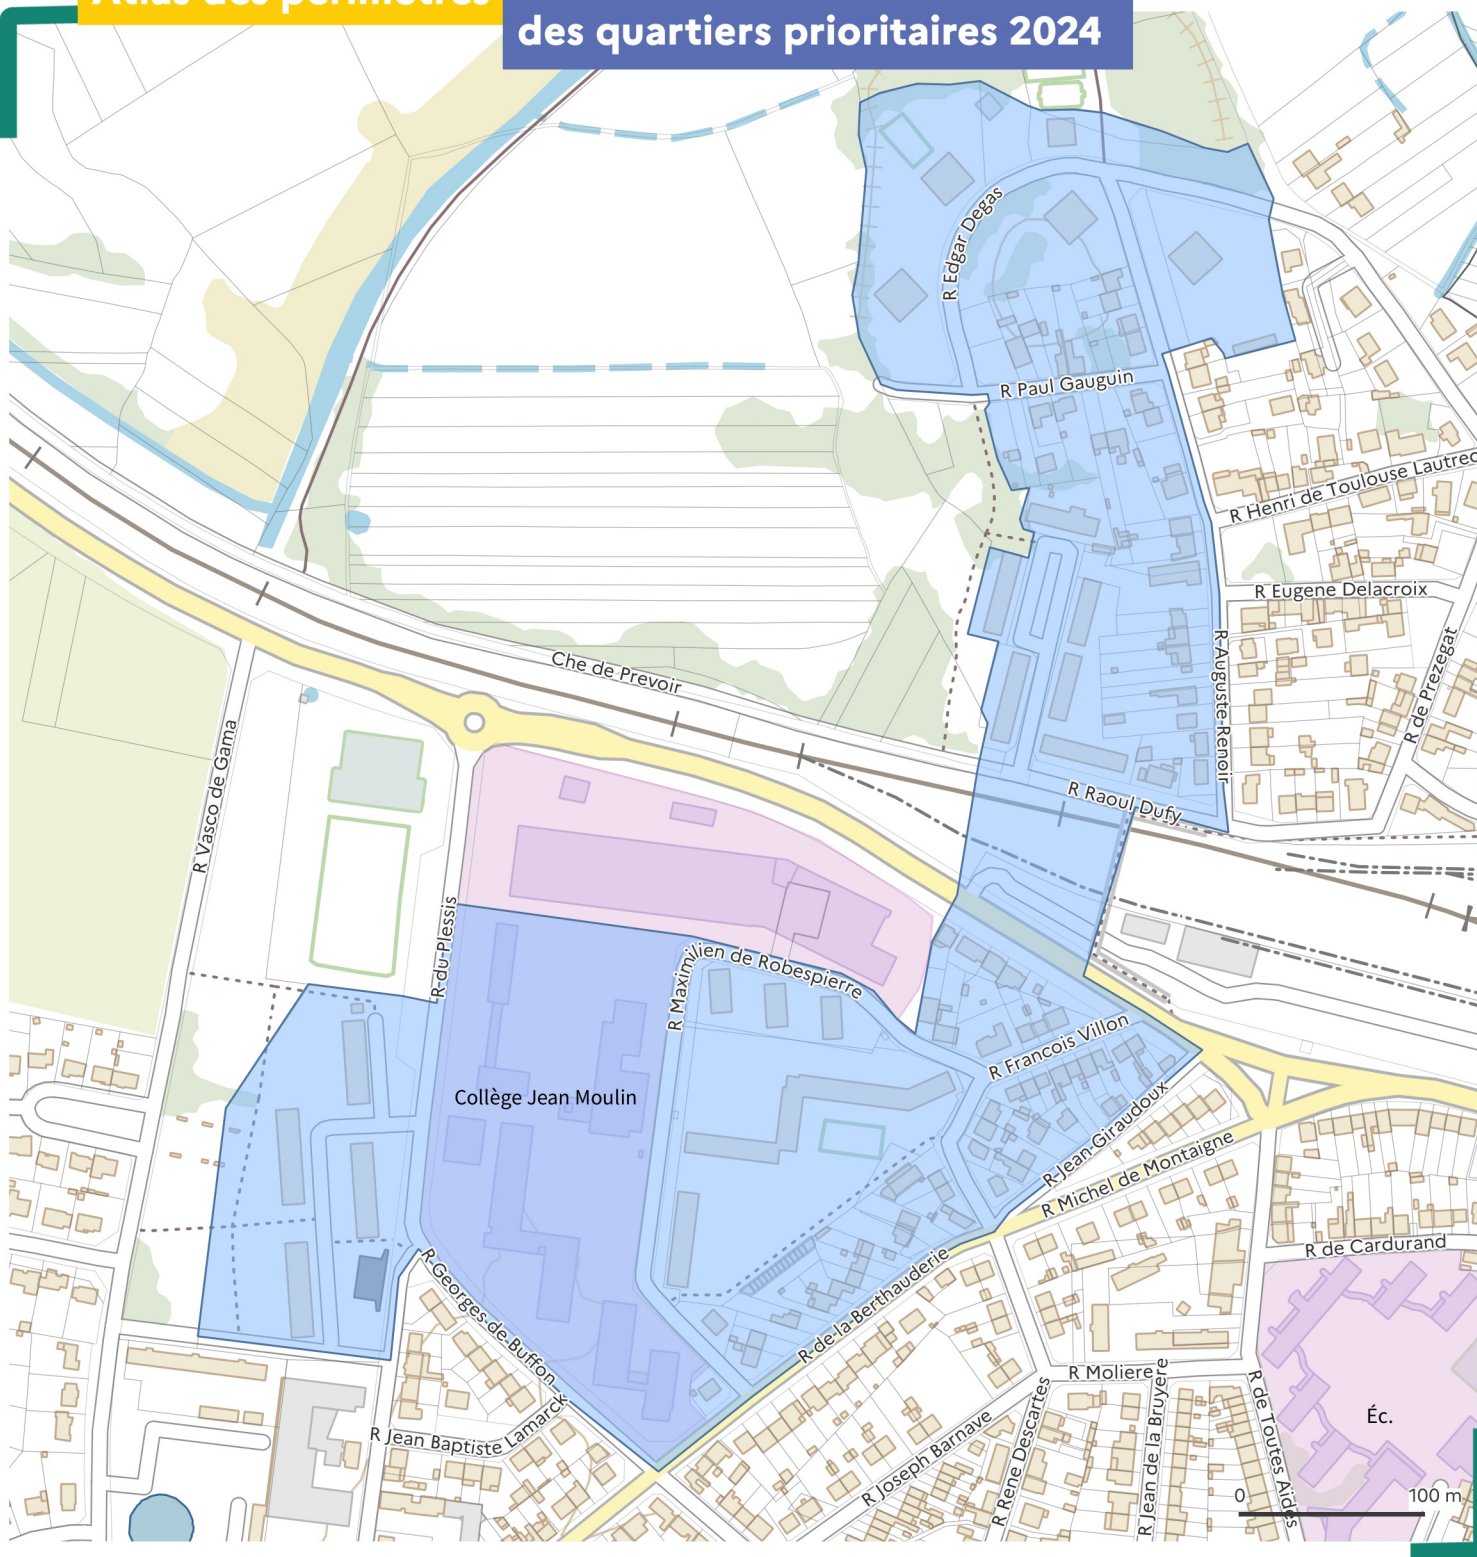 Atlas des périmètres
des quartiers prioritaires 2024
R Edgar Degas
R Paul Gauguin
R Henri de Toulouse Lautrec
R Eugene Delacroix
R Auguste Renoir
R de Prezegat
Che de Prevoir
R Vasco de Gama
R Raoul Dufy
R du Plessis
R Maximilien de Robespierre
R Francois Villon
Collège Jean Moulin
R Jean Giraudoux
R Michel de Montaigne
R de Cardurand
R Georges de Buffon
R de la Berthauderie
R Moliere
R Jean Baptiste Lamarck
R Joseph Barnave
R Rene Descartes
R Jean de la Bruyere
R de Toutes Aides
Éc.
0
100 m